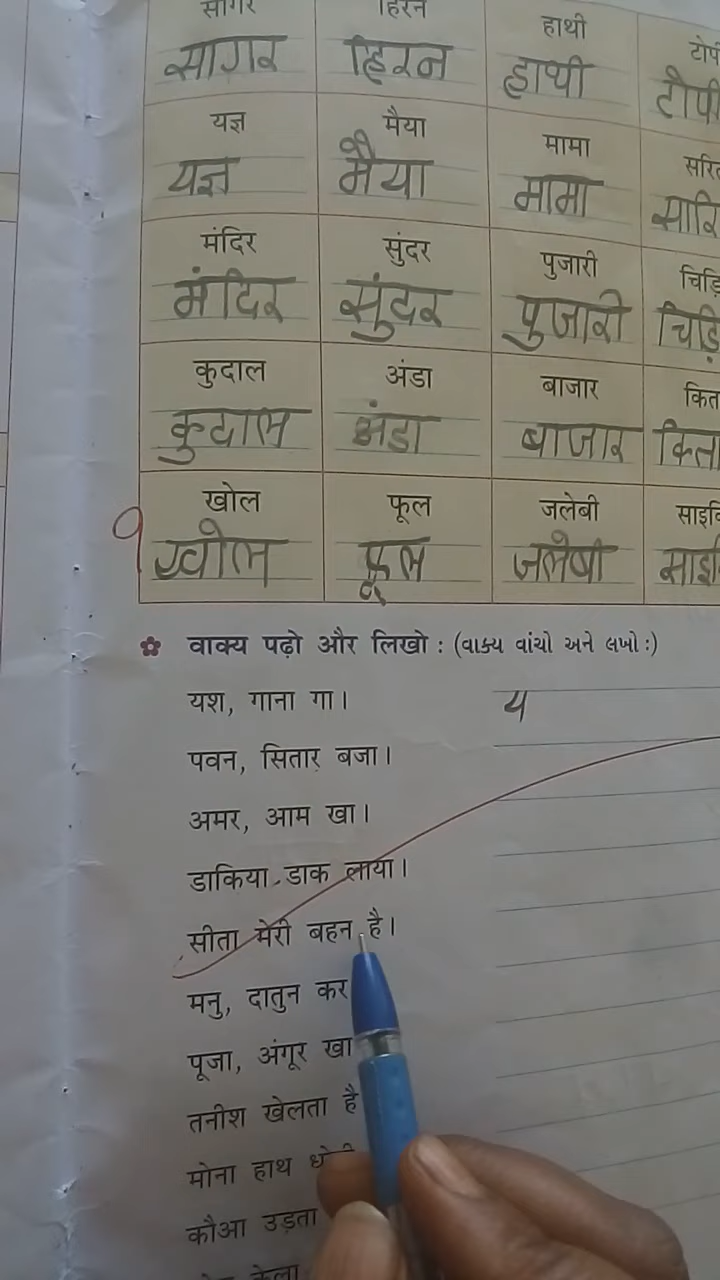 सागर हिरन हाथी
सागर हिरन हाथी टोपी
यज्ञ मैया मामा
यज्ञ मैया मामा
मंदिर सुंदर पुजारी
मंदिर सुंदर पुजारी
कुदाल अंडा बाजार
कुदाल अंडा बाजार
खोल फूल जलेबी
खोल फूल जलेबी
वाक्य पढ़ो और लिखो : (વાક્ય વાંચો અને લખો :)
यश, गाना गा। य
पवन, सितार बजा।
अमर, आम खा।
डाकिया डाक लाया।
सीता मेरी बहन है।
मनु, दातुन कर
पूजा, अंगूर खा
तनीश खेलता है
मोना हाथ
कौआ उड़ता
केला